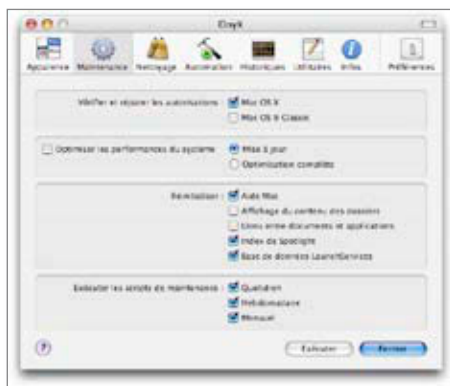 OnyX
Apparence Maintenance Nettoyage Automation Historiques Utilitaires Infos Préférences
Vérifier et réparer les autorisations : Mac OS X
Mac OS 9 Classic
Optimiser les performances du système : Mise à jour
Optimisation complète
Réinitialiser : Aide Mac
Affichage du contenu des dossiers
Liens entre documents et applications
Index de Spotlight
Base de données LaunchServices
Exécuter les scripts de maintenance : Quotidien
Hebdomadaire
Mensuel
?
Exécuter Fermer